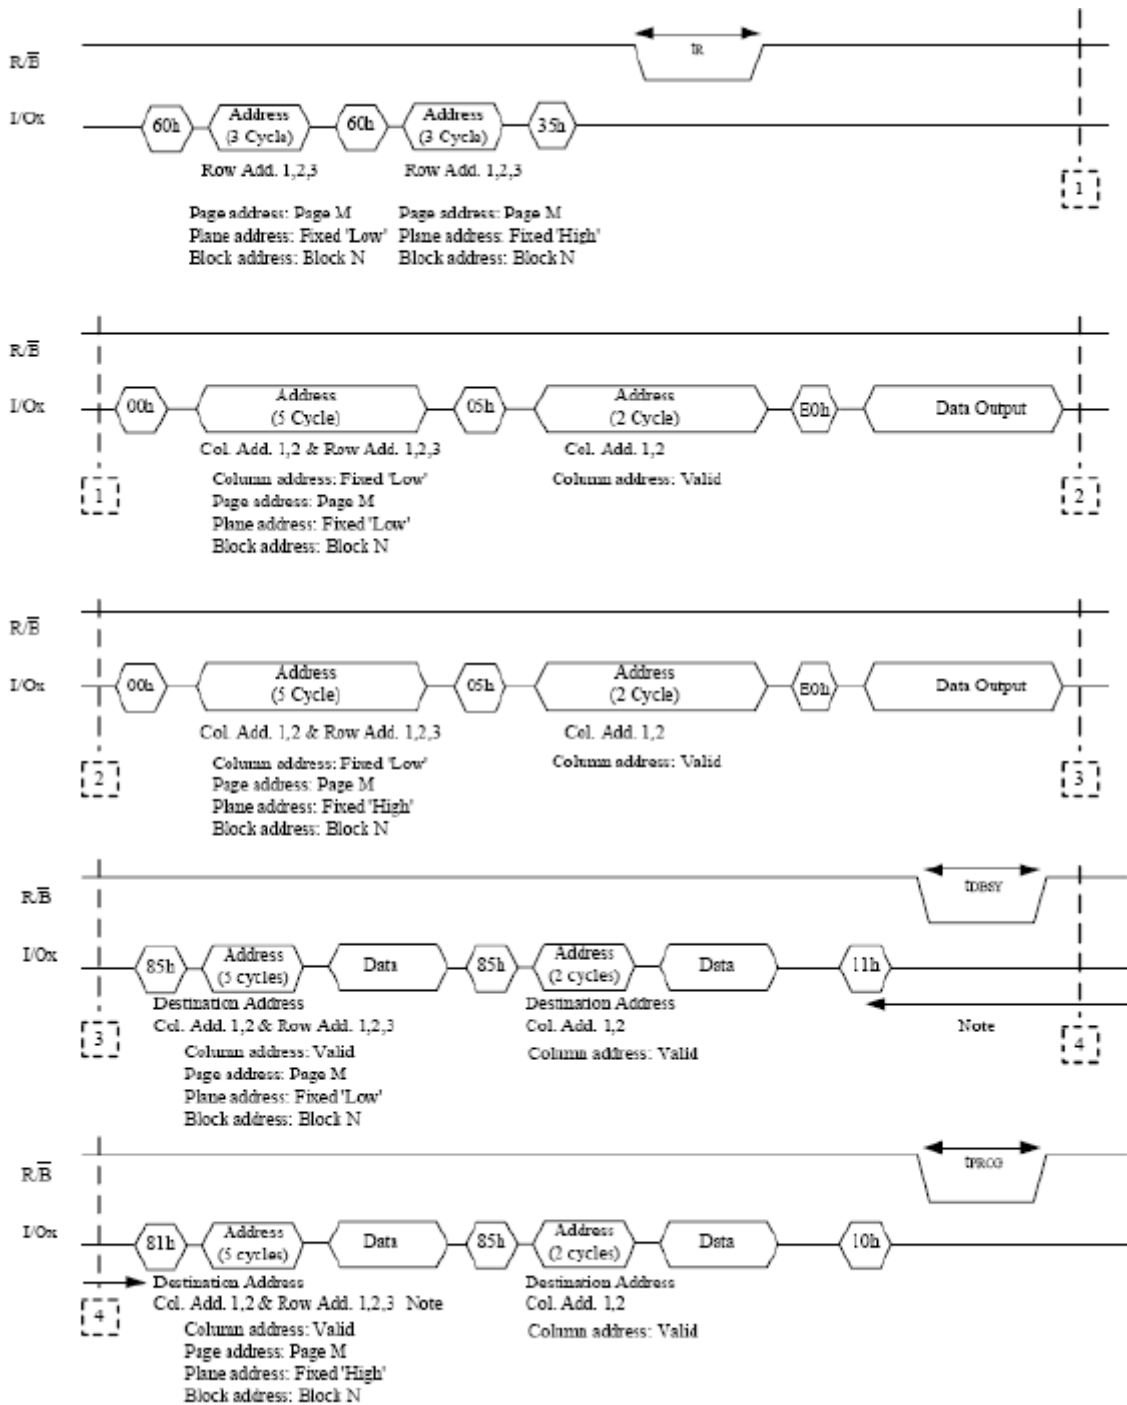 tR
R/B
I/Ox
60h Address (3 Cycle) 60h Address (3 Cycle) 35h
Row Add. 1,2,3 Row Add. 1,2,3
1
Page address: Page M Page address: Page M
Plane address: Fixed 'Low' Plane address: Fixed 'High'
Block address: Block N Block address: Block N
R/B
I/Ox
00h Address (5 Cycle) 05h Address (2 Cycle) E0h Data Output
Col. Add. 1,2 & Row Add. 1,2,3 Col. Add. 1,2
Column address: Fixed 'Low' Column address: Valid
1 2
Page address: Page M
Plane address: Fixed 'Low'
Block address: Block N
R/B
I/Ox
00h Address (5 Cycle) 05h Address (2 Cycle) E0h Data Output
Col. Add. 1,2 & Row Add. 1,2,3 Col. Add. 1,2
Column address: Fixed 'Low' Column address: Valid
2 3
Page address: Page M
Plane address: Fixed 'High'
Block address: Block N
tDBSY
R/B
I/Ox
85h Address (5 cycles) Data 85h Address (2 cycles) Data 11h
Destination Address Destination Address
Col. Add. 1,2 & Row Add. 1,2,3 Col. Add. 1,2 Note
3 4
Column address: Valid Column address: Valid
Page address: Page M
Plane address: Fixed 'Low'
Block address: Block N
tPROG
R/B
I/Ox
81h Address (5 cycles) Data 85h Address (2 cycles) Data 10h
Destination Address Destination Address
Col. Add. 1,2 & Row Add. 1,2,3 Note Col. Add. 1,2
4
Column address: Valid Column address: Valid
Page address: Page M
Plane address: Fixed 'High'
Block address: Block N